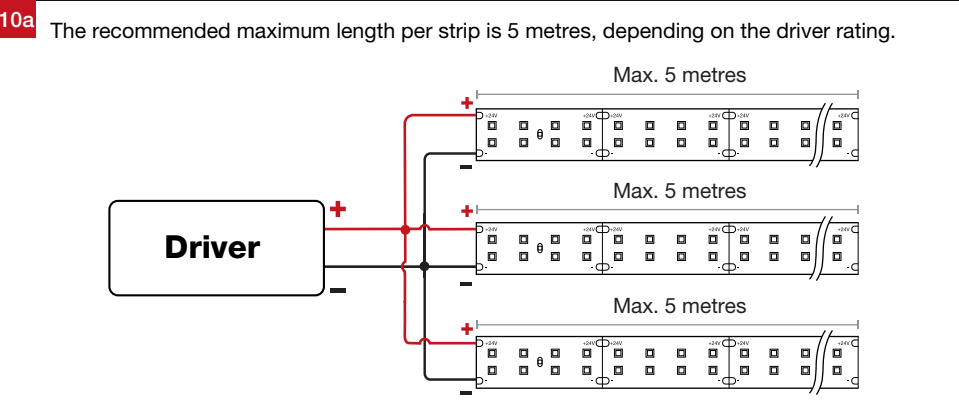 10a
The recommended maximum length per strip is 5 metres, depending on the driver rating.
Max. 5 metres
+
+24V +24V +24V +24V +24V +24V
- - - -
–
Max. 5 metres
+ +
Driver
+24V +24V +24V +24V +24V +24V
- - - -
– –
Max. 5 metres
+
+24V +24V +24V +24V +24V +24V
- - - -
–